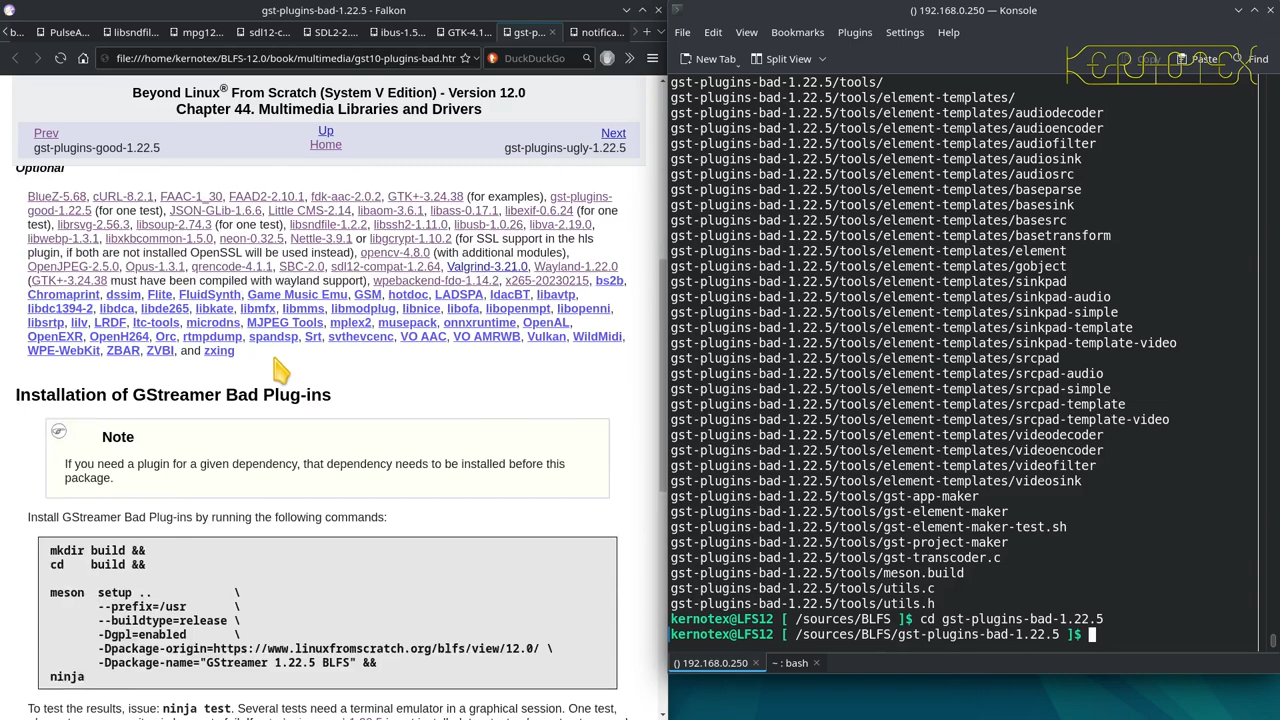 gst-plugins-bad-1.22.5 / Falkon
b...
PulseA...
libsndfil...
mpg12...
sdl12-c...
SDL2-2....
ibus-1.5...
GTK-4.1...
gst-p...
notifica...
file:///home/kernotex/BLFS-12.0/book/multimedia/gst10-plugins-bad.htm
DuckDuckGo
Beyond Linux® From Scratch (System V Edition) - Version 12.0
Chapter 44. Multimedia Libraries and Drivers
Prev
Up
Next
gst-plugins-good-1.22.5
Home
gst-plugins-ugly-1.22.5
Optional
BlueZ-5.68, cURL-8.2.1, FAAC-1_30, FAAD2-2.10.1, fdk-aac-2.0.2, GTK+-3.24.38 (for examples), gst-plugins-
good-1.22.5 (for one test), JSON-GLib-1.6.6, Little CMS-2.14, libaom-3.6.1, libass-0.17.1, libexif-0.6.24 (for one
test), librsvg-2.56.3, libsoup-2.74.3 (for one test), libsndfile-1.2.2, libssh2-1.11.0, libusb-1.0.26, libva-2.19.0,
libwebp-1.3.1, libxkbcommon-1.5.0, neon-0.32.5, Nettle-3.9.1 or libgcrypt-1.10.2 (for SSL support in the hls
plugin, if both are not installed OpenSSL will be used instead), opencv-4.8.0 (with additional modules),
OpenJPEG-2.5.0, Opus-1.3.1, qrencode-4.1.1, SBC-2.0, sdl12-compat-1.2.64, Valgrind-3.21.0, Wayland-1.22.0
(GTK+-3.24.38 must have been compiled with wayland support), wpebackend-fdo-1.14.2, x265-20230215, bs2b,
Chromaprint, dssim, Flite, FluidSynth, Game Music Emu, GSM, hotdoc, LADSPA, ldacBT, libavtp,
libdc1394-2, libdca, libde265, libkate, libmfx, libmms, libmodplug, libnice, libofa, libopenmpt, libopenni,
libsrtp, lilv, LRDF, ltc-tools, microdns, MJPEG Tools, mplex2, musepack, onnxruntime, OpenAL,
OpenEXR, OpenH264, Orc, rtmpdump, spandsp, Srt, svthevcenc, VO AAC, VO AMRWB, Vulkan, WildMidi,
WPE-WebKit, ZBAR, ZVBI, and zxing
Installation of GStreamer Bad Plug-ins
Note
If you need a plugin for a given dependency, that dependency needs to be installed before this
package.
Install GStreamer Bad Plug-ins by running the following commands:
mkdir build &&
cd    build &&
meson  setup ..            \
       --prefix=/usr       \
       --buildtype=release \
       -Dgpl=enabled       \
       -Dpackage-origin=https://www.linuxfromscratch.org/blfs/view/12.0/ \
       -Dpackage-name="GStreamer 1.22.5 BLFS" &&
ninja
To test the results, issue: ninja test. Several tests need a terminal emulator in a graphical session. One test,
() 192.168.0.250 — Konsole
File
Edit
View
Bookmarks
Plugins
Settings
Help
New Tab
Split View
Copy
Paste
Find
KERNOTEX
gst-plugins-bad-1.22.5/tools/
gst-plugins-bad-1.22.5/tools/element-templates/
gst-plugins-bad-1.22.5/tools/element-templates/audiodecoder
gst-plugins-bad-1.22.5/tools/element-templates/audioencoder
gst-plugins-bad-1.22.5/tools/element-templates/audiofilter
gst-plugins-bad-1.22.5/tools/element-templates/audiosink
gst-plugins-bad-1.22.5/tools/element-templates/audiosrc
gst-plugins-bad-1.22.5/tools/element-templates/baseparse
gst-plugins-bad-1.22.5/tools/element-templates/basesink
gst-plugins-bad-1.22.5/tools/element-templates/basesrc
gst-plugins-bad-1.22.5/tools/element-templates/basetransform
gst-plugins-bad-1.22.5/tools/element-templates/element
gst-plugins-bad-1.22.5/tools/element-templates/gobject
gst-plugins-bad-1.22.5/tools/element-templates/sinkpad
gst-plugins-bad-1.22.5/tools/element-templates/sinkpad-audio
gst-plugins-bad-1.22.5/tools/element-templates/sinkpad-simple
gst-plugins-bad-1.22.5/tools/element-templates/sinkpad-template
gst-plugins-bad-1.22.5/tools/element-templates/sinkpad-template-video
gst-plugins-bad-1.22.5/tools/element-templates/srcpad
gst-plugins-bad-1.22.5/tools/element-templates/srcpad-audio
gst-plugins-bad-1.22.5/tools/element-templates/srcpad-simple
gst-plugins-bad-1.22.5/tools/element-templates/srcpad-template
gst-plugins-bad-1.22.5/tools/element-templates/srcpad-template-video
gst-plugins-bad-1.22.5/tools/element-templates/videodecoder
gst-plugins-bad-1.22.5/tools/element-templates/videoencoder
gst-plugins-bad-1.22.5/tools/element-templates/videofilter
gst-plugins-bad-1.22.5/tools/element-templates/videosink
gst-plugins-bad-1.22.5/tools/gst-app-maker
gst-plugins-bad-1.22.5/tools/gst-element-maker
gst-plugins-bad-1.22.5/tools/gst-element-maker-test.sh
gst-plugins-bad-1.22.5/tools/gst-project-maker
gst-plugins-bad-1.22.5/tools/gst-transcoder.c
gst-plugins-bad-1.22.5/tools/meson.build
gst-plugins-bad-1.22.5/tools/utils.c
gst-plugins-bad-1.22.5/tools/utils.h
kernotex@LFS12 [ /sources/BLFS ]$ cd gst-plugins-bad-1.22.5
kernotex@LFS12 [ /sources/BLFS/gst-plugins-bad-1.22.5 ]$
() 192.168.0.250
~ : bash